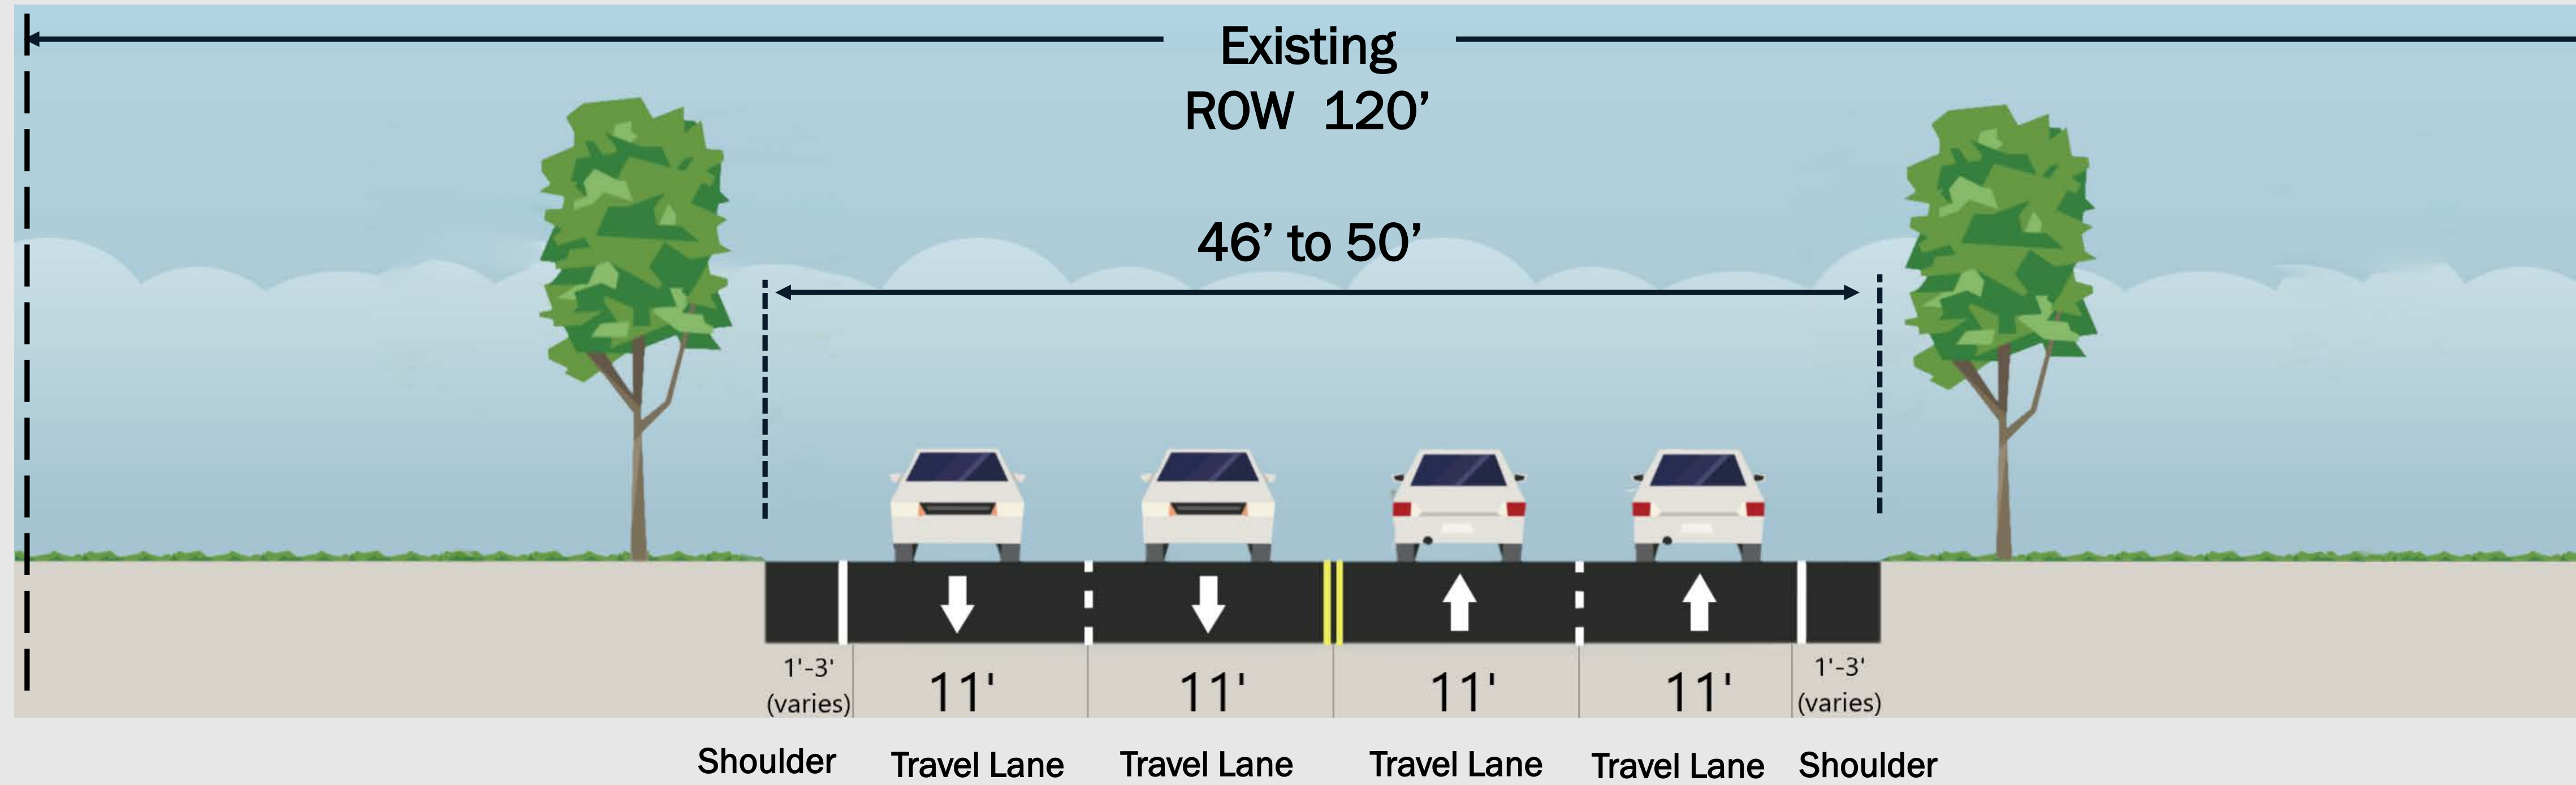 Existing
ROW 120’
46’ to 50’
1'-3'
(varies)
11'
11'
11'
11'
1'-3'
(varies)
Shoulder
Travel Lane
Travel Lane
Travel Lane
Travel Lane
Shoulder